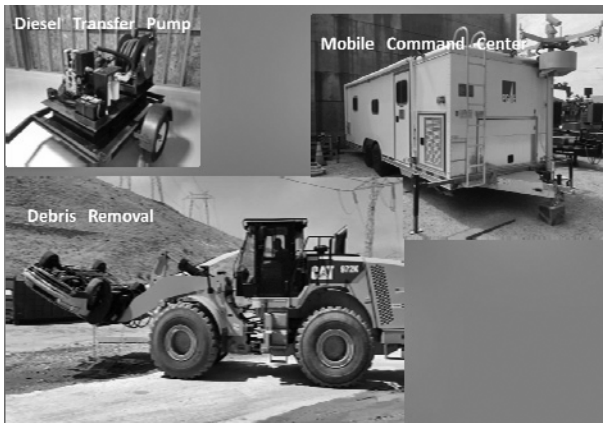 Diesel Transfer Pump
Mobile Command Center
Debris Removal
CAT 972K